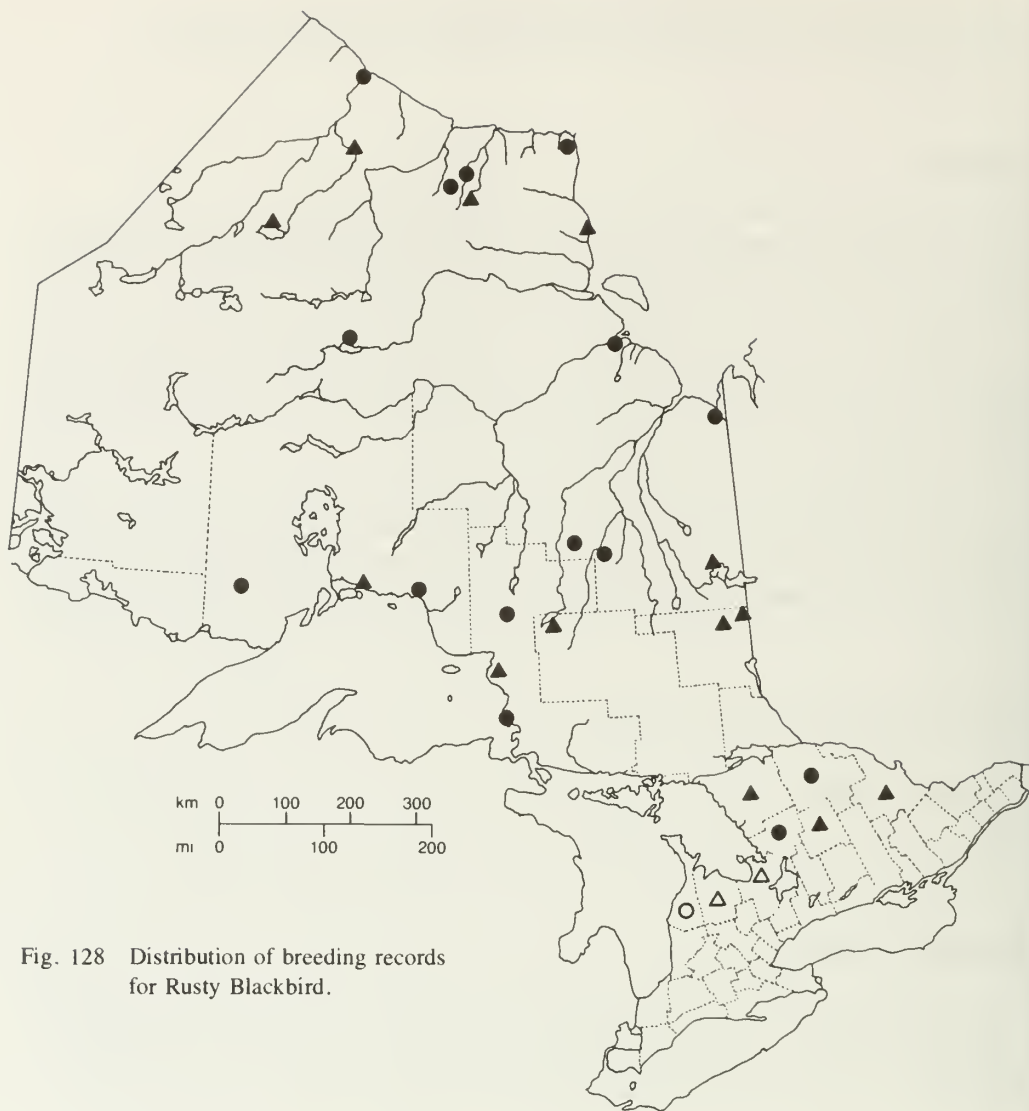 km 0 100 200 300
mi 0 100 200
Fig. 128 Distribution of breeding records
for Rusty Blackbird.